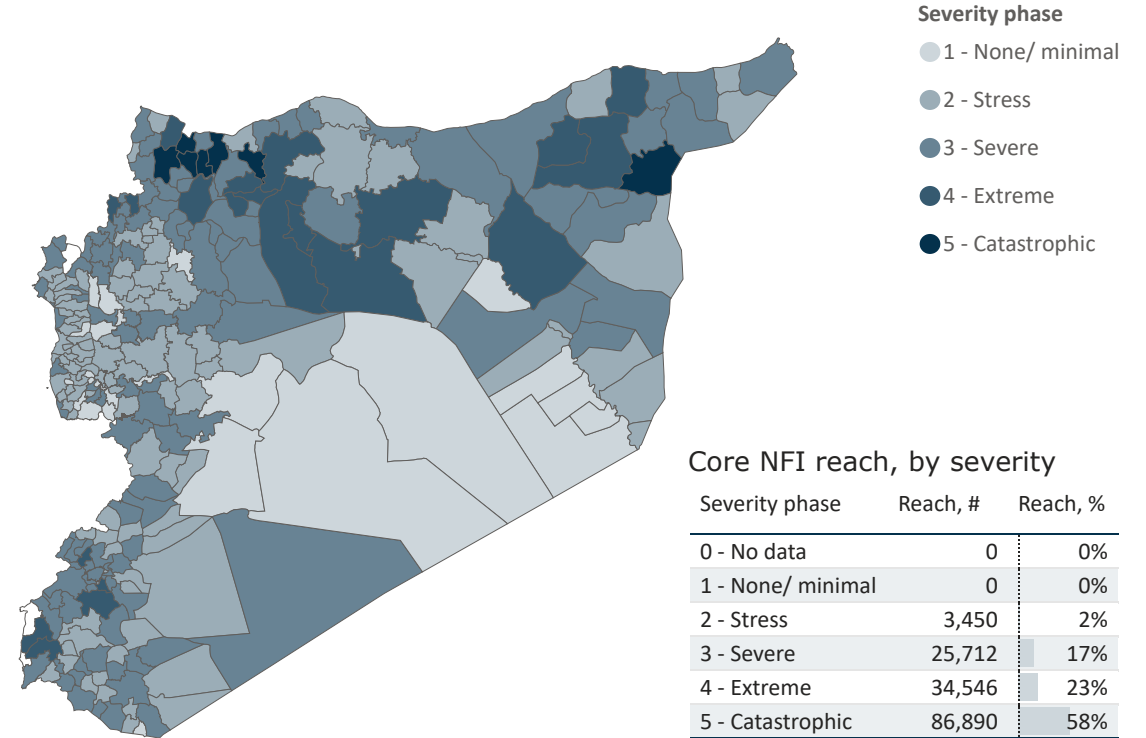 Severity phase
1 - None/ minimal
2 - Stress
3 - Severe
4 - Extreme
5 - Catastrophic
Core NFI reach, by severity
Severity phase Reach, # Reach, %
0 - No data 0 0%
1 - None/ minimal 0 0%
2 - Stress 3,450 2%
3 - Severe 25,712 17%
4 - Extreme 34,546 23%
5 - Catastrophic 86,890 58%